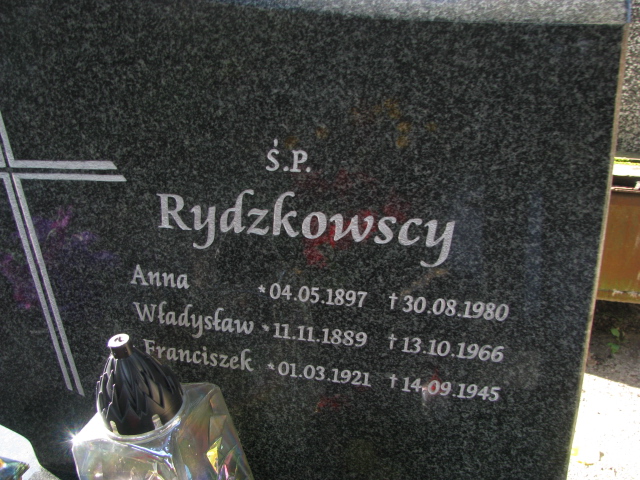 Ś.P.
Rydzkowscy
Anna *04.05.1897 †30.08.1980
Władysław *11.11.1889 †13.10.1966
Franciszek *01.03.1921 †14.09.1945